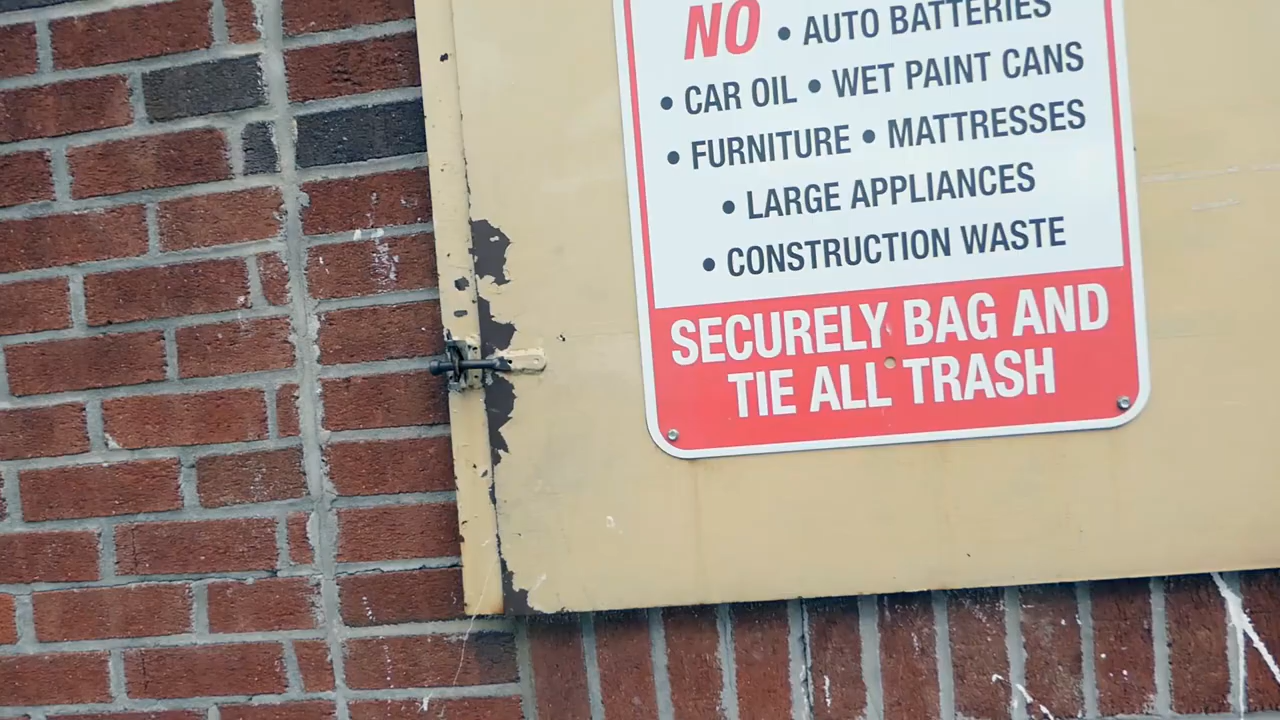 NO • AUTO BATTERIES
• CAR OIL • WET PAINT CANS
• FURNITURE • MATTRESSES
• LARGE APPLIANCES
• CONSTRUCTION WASTE
SECURELY BAG AND
TIE ALL TRASH